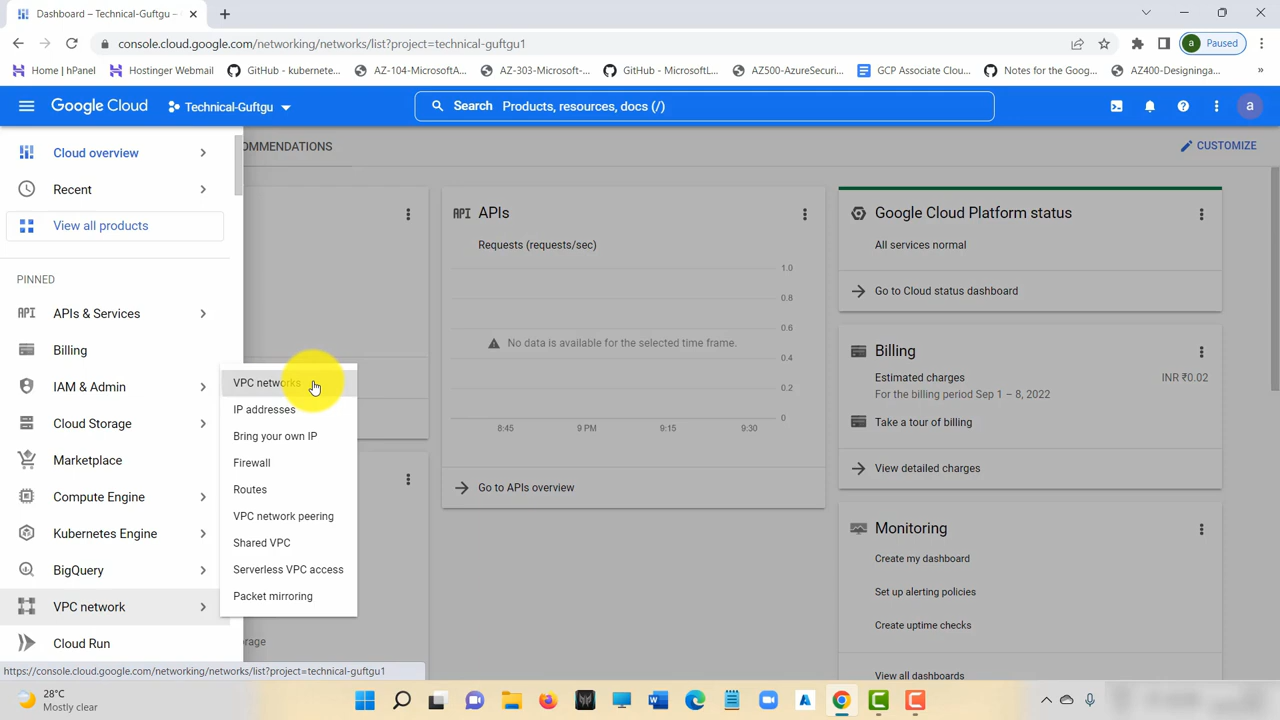 Dashboard – Technical-Guftgu –
console.cloud.google.com/networking/networks/list?project=technical-guftgu1
a
Paused
Home | hPanel
Hostinger Webmail
GitHub - kubernete...
AZ-104-MicrosoftA...
AZ-303-Microsoft-...
GitHub - MicrosoftL...
AZ500-AzureSecuri...
GCP Associate Clou...
Notes for the Goog...
AZ400-Designinga...
»
Google Cloud
Technical-Guftgu
Search Products, resources, docs (/)
a
Cloud overview
Recent
View all products
PINNED
API APIs & Services
Billing
IAM & Admin
Cloud Storage
Marketplace
Compute Engine
Kubernetes Engine
BigQuery
VPC network
Cloud Run
VPC networks
IP addresses
Bring your own IP
Firewall
Routes
VPC network peering
Shared VPC
Serverless VPC access
Packet mirroring
OMMENDATIONS
CUSTOMIZE
API APIs
Requests (requests/sec)
1.0
0.8
0.6
No data is available for the selected time frame.
0.4
0.2
0
8:45
9 PM
9:15
9:30
Go to APIs overview
Google Cloud Platform status
All services normal
Go to Cloud status dashboard
Billing
Estimated charges
INR ₹0.02
For the billing period Sep 1 – 8, 2022
Take a tour of billing
View detailed charges
Monitoring
Create my dashboard
Set up alerting policies
Create uptime checks
View all dashboards
orage
https://console.cloud.google.com/networking/networks/list?project=technical-guftgu1
28°C
Mostly clear